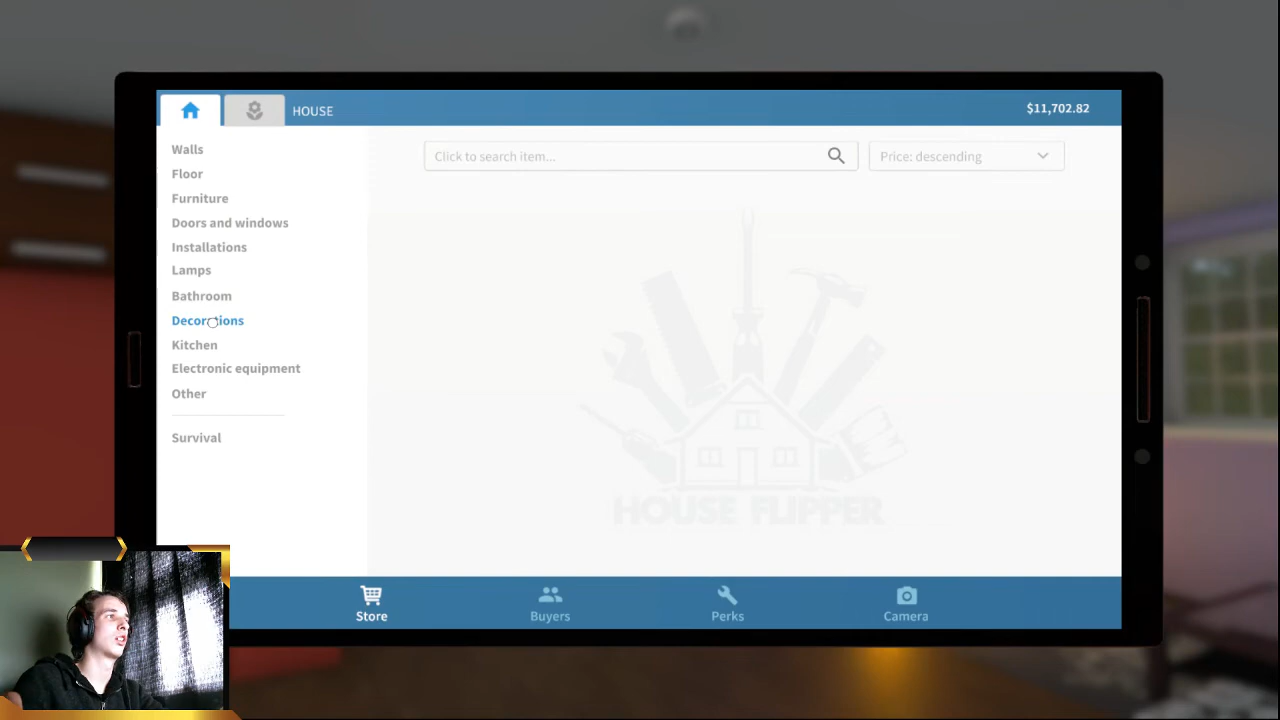 HOUSE
$11,702.82
Walls
Floor
Furniture
Doors and windows
Installations
Lamps
Bathroom
Decorations
Kitchen
Electronic equipment
Other
Survival
Click to search item...
Price: descending
HOUSE FLIPPER
Store
Buyers
Perks
Camera